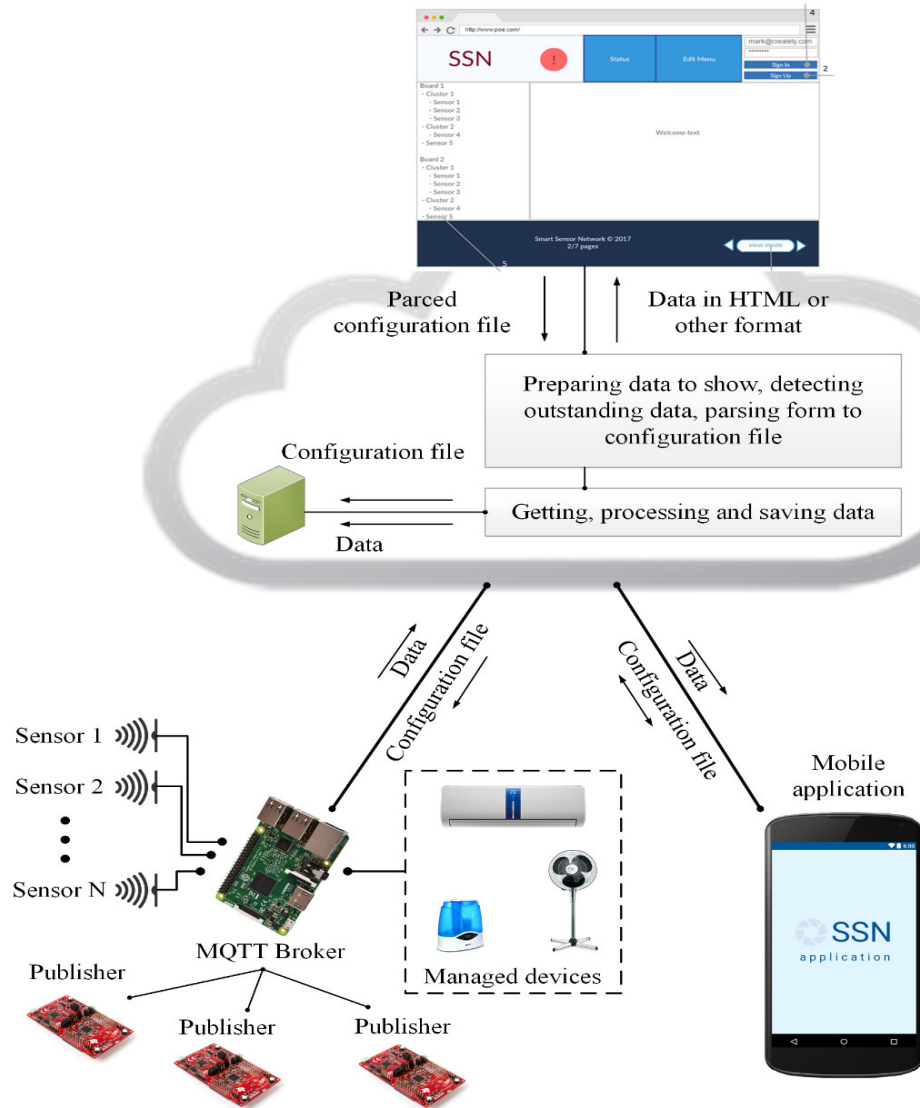 4
http://www.poe.com/
SSN
!
Status
Edit Menu
mark@creately.com
********
Sign In
Sign Up
2
Board 1
- Cluster 1
- Sensor 1
- Sensor 2
- Sensor 3
- Cluster 2
- Sensor 4
- Sensor 5
Board 2
- Cluster 1
- Sensor 1
- Sensor 2
- Sensor 3
- Cluster 2
- Sensor 4
- Sensor 5
Welcome text
Smart Sensor Network © 2017
2/7 pages
view mode
5
Parced
configuration file
Data in HTML or
other format
Preparing data to show, detecting
outstanding data, parsing form to
configuration file
Configuration file
Getting, processing and saving data
Data
Data
Configuration file
Data
Configuration file
Sensor 1
Sensor 2
Sensor N
MQTT Broker
Managed devices
Publisher
Publisher
Publisher
Mobile
application
6:00
SSN
application